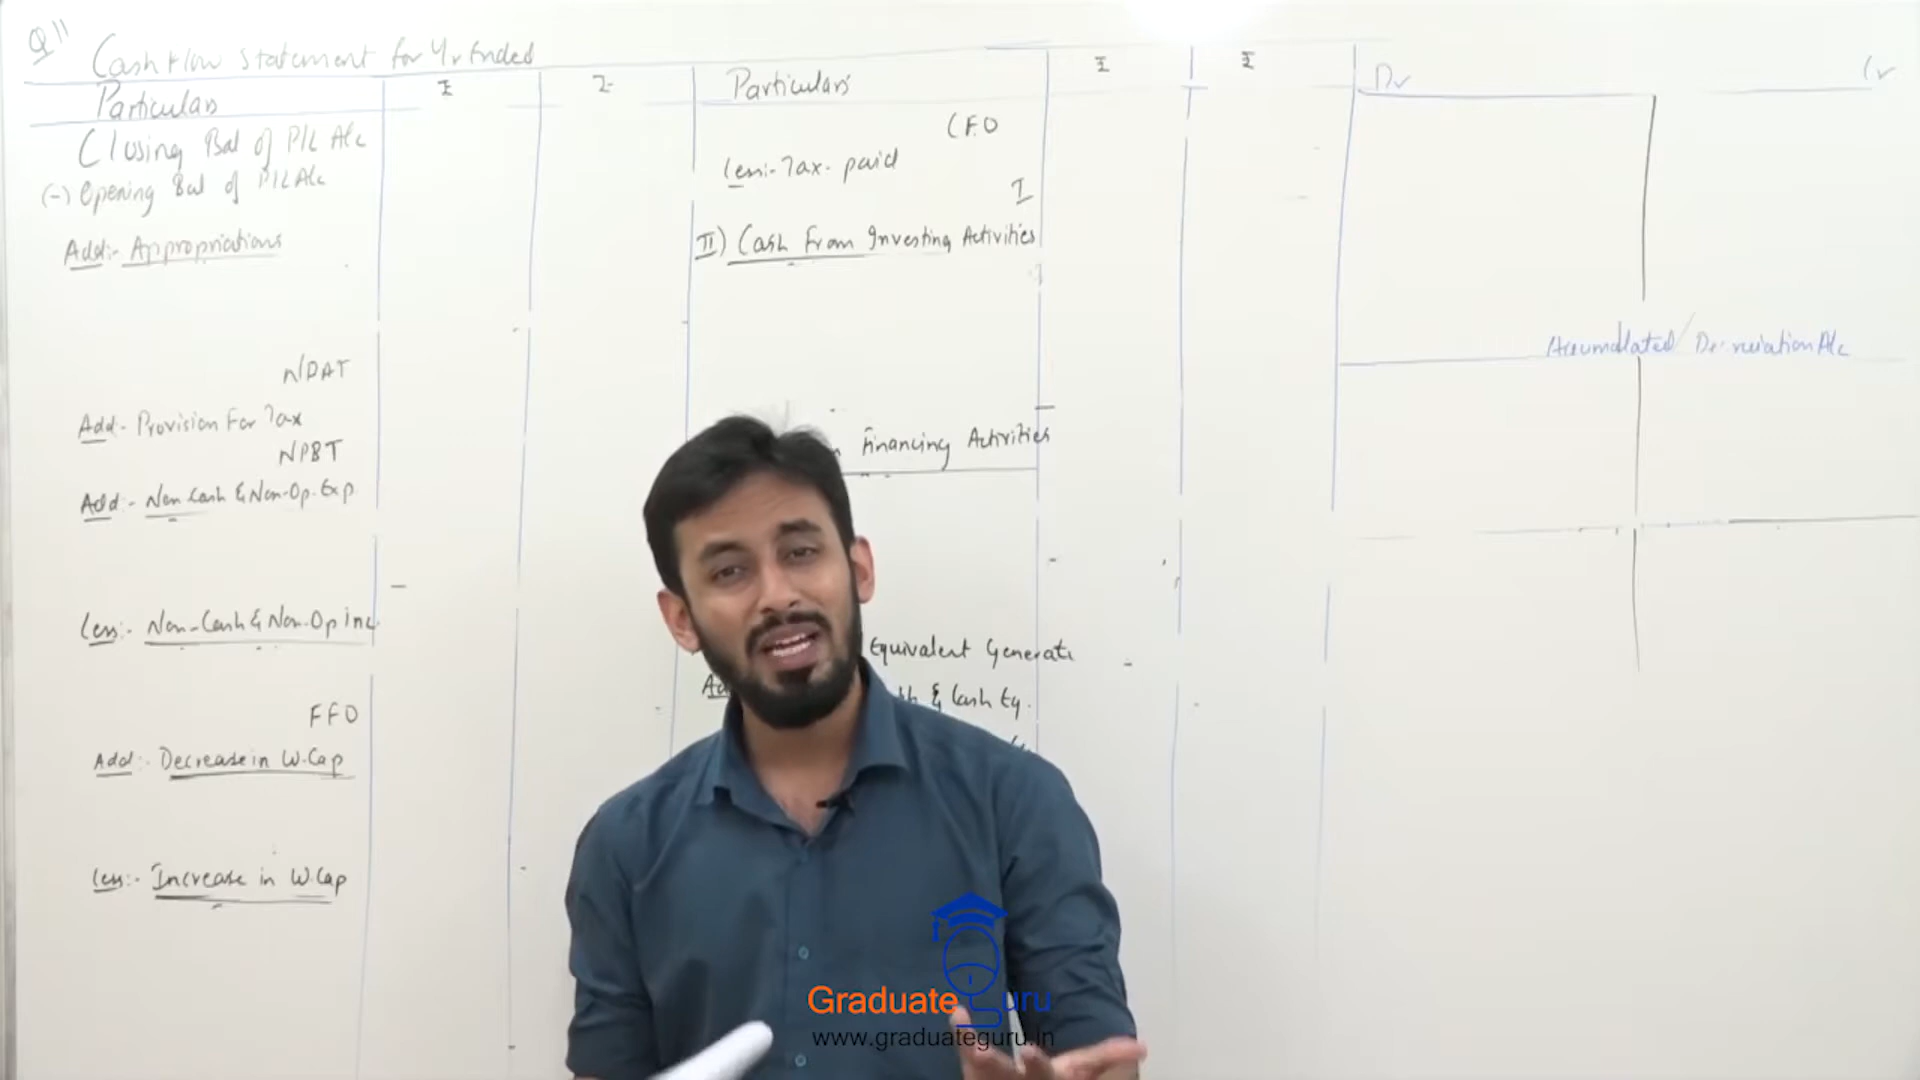 Q11
Cash Flow Statement for Yr Ended
Particulars ₹ ₹
Closing Bal of P/L A/c
(-) Opening Bal of P/L A/c
Add:- Appropriations
NPAT
Add:- Provision For Tax
NPBT
Add:- Non Cash & Non-Op. Exp.
Less:- Non-Cash & Non-Op inc.
FFO
Add:- Decrease in W.Cap
Less:- Increase in W.Cap
Particulars ₹ ₹
CFO
Less:- Tax paid
I
II) Cash From Investing Activities
Financing Activities
Equivalent Generate
& Cash Eq.
Dr Cr
Accumulated Depreciation A/c
GraduateGuru
www.graduateguru.in